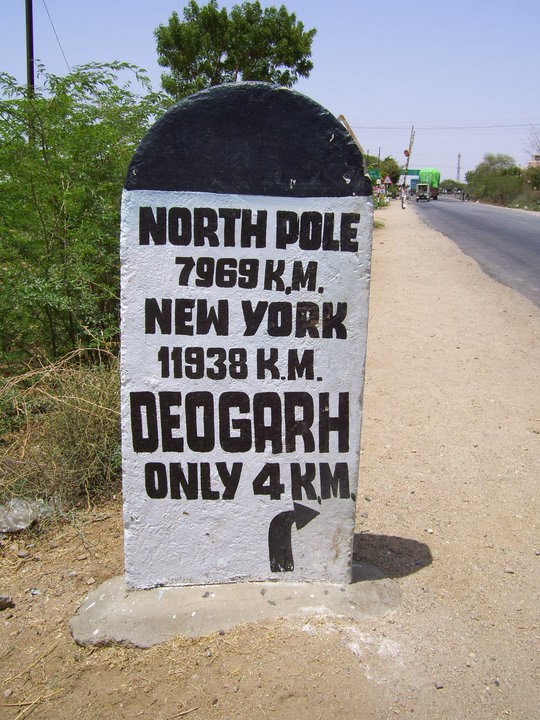 NORTH POLE
7969 K.M.
NEW YORK
11938 K.M.
DEOGARH
ONLY 4 K.M.